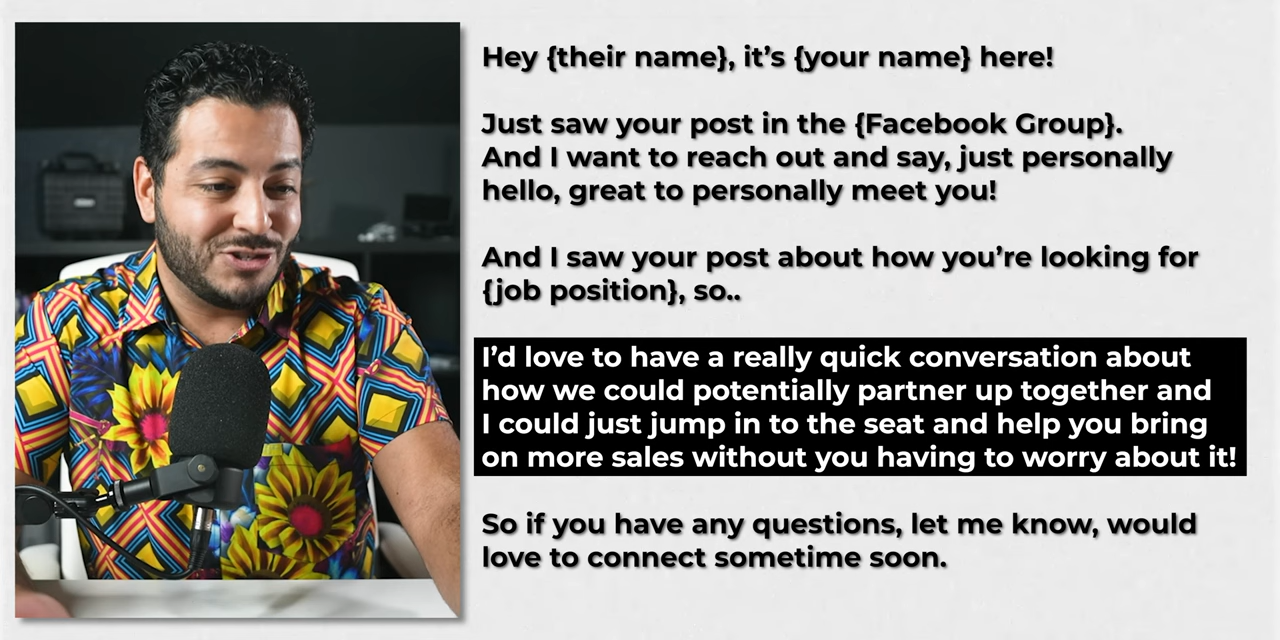 Hey {their name}, it's {your name} here!
Just saw your post in the {Facebook Group}.
And I want to reach out and say, just personally
hello, great to personally meet you!
And I saw your post about how you're looking for
{job position}, so..
I'd love to have a really quick conversation about
how we could potentially partner up together and
I could just jump in to the seat and help you bring
on more sales without you having to worry about it!
So if you have any questions, let me know, would
love to connect sometime soon.